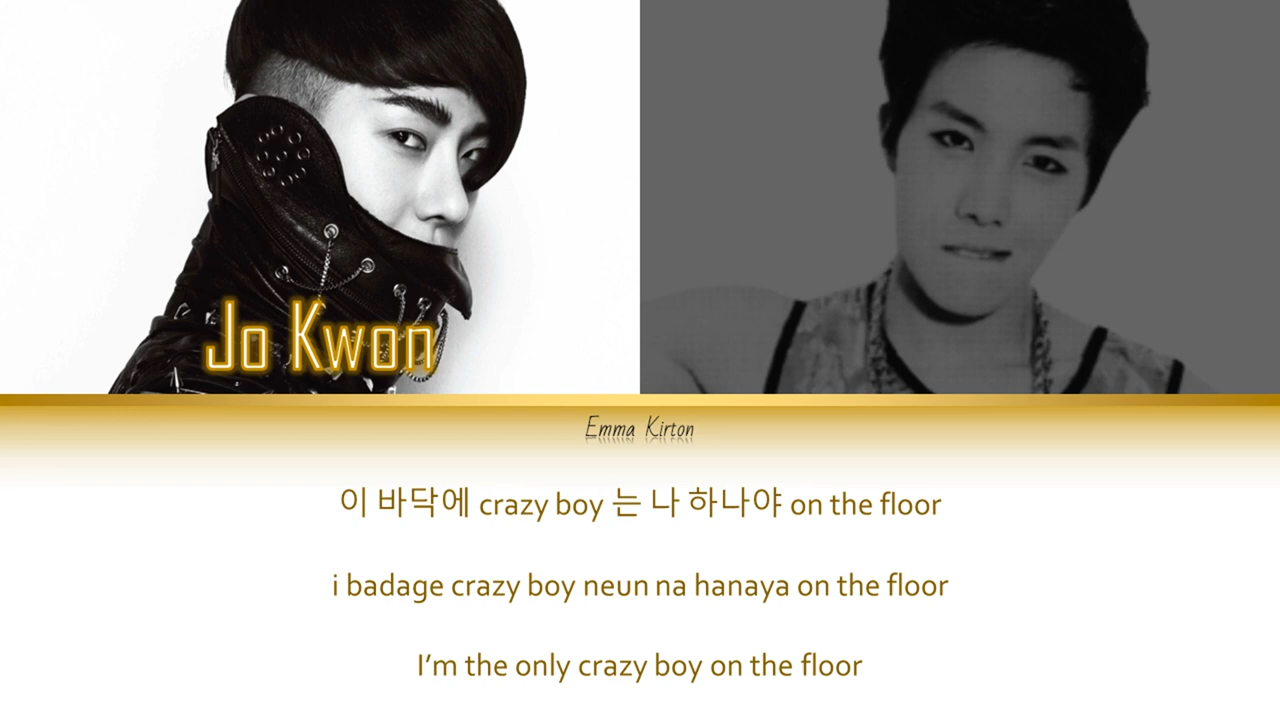 Jo Kwon
Emma Kirton
이 바닥에 crazy boy 는 나 하나야 on the floor
i badage crazy boy neun na hanaya on the floor
I'm the only crazy boy on the floor